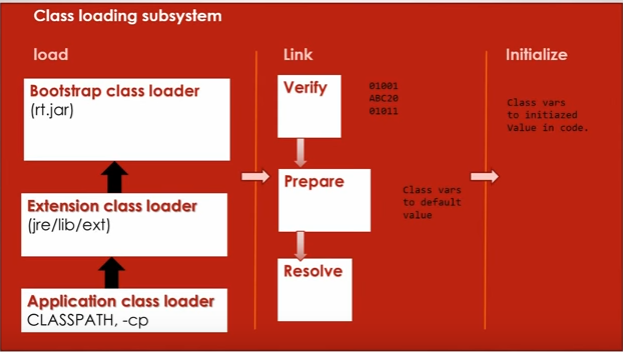 Class loading subsystem
load
Bootstrap class loader
(rt.jar)
Extension class loader
(jre/lib/ext)
Application class loader
CLASSPATH, -cp
Link
Verify
01001
ABC20
01011
Prepare
Class vars
to default
value
Resolve
Initialize
Class vars
to initiazed
Value in code.